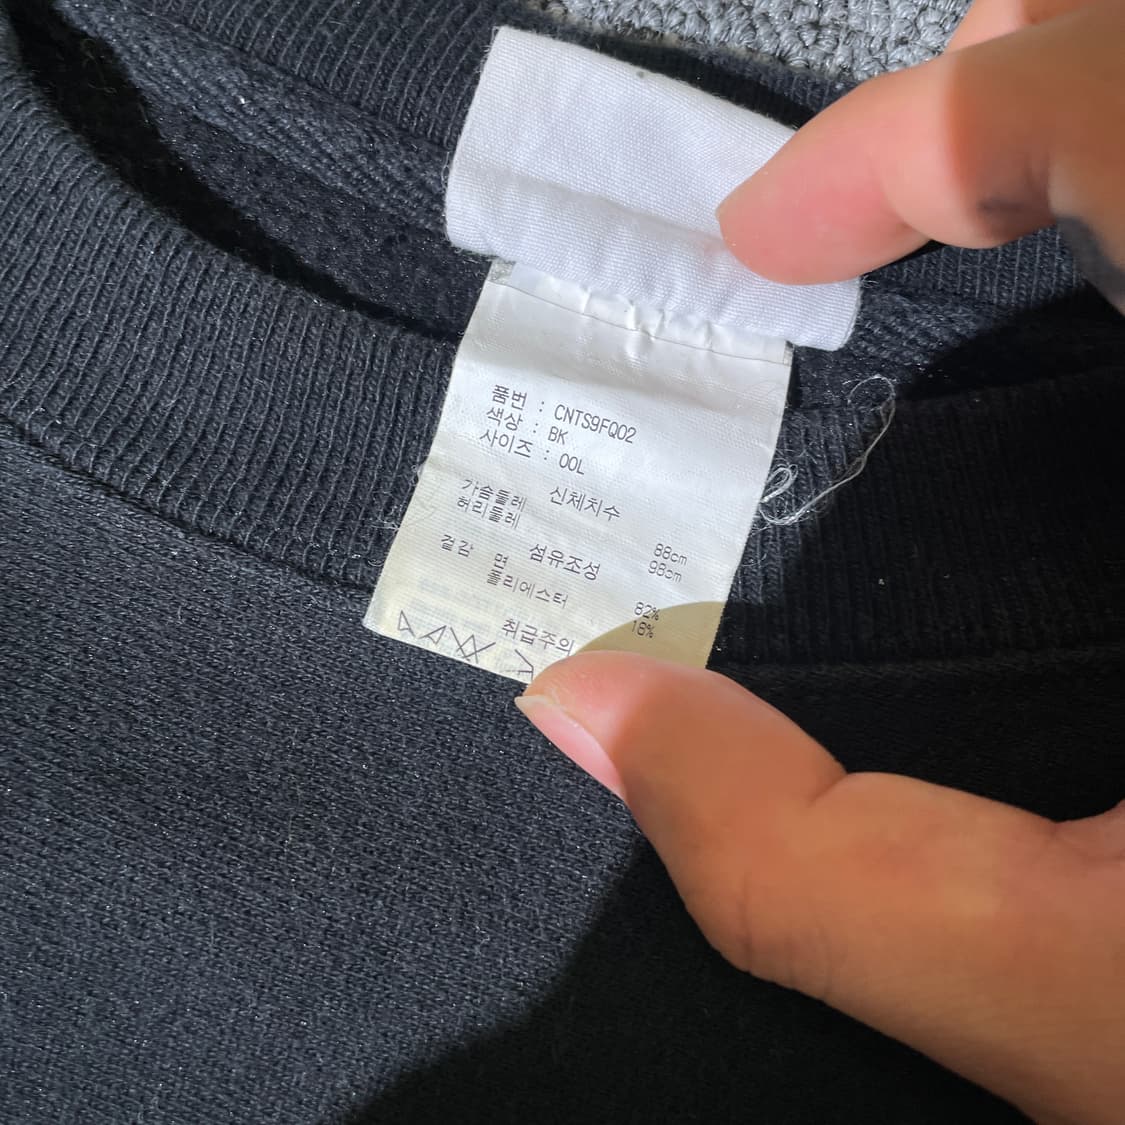 품번 : CNTS9FQ02
색상 : BK
사이즈 : OOL
신체치수
가슴둘레 88cm
허리둘레 98cm
섬유조성
겉감 면 82%
폴리에스터 18%
취급주의